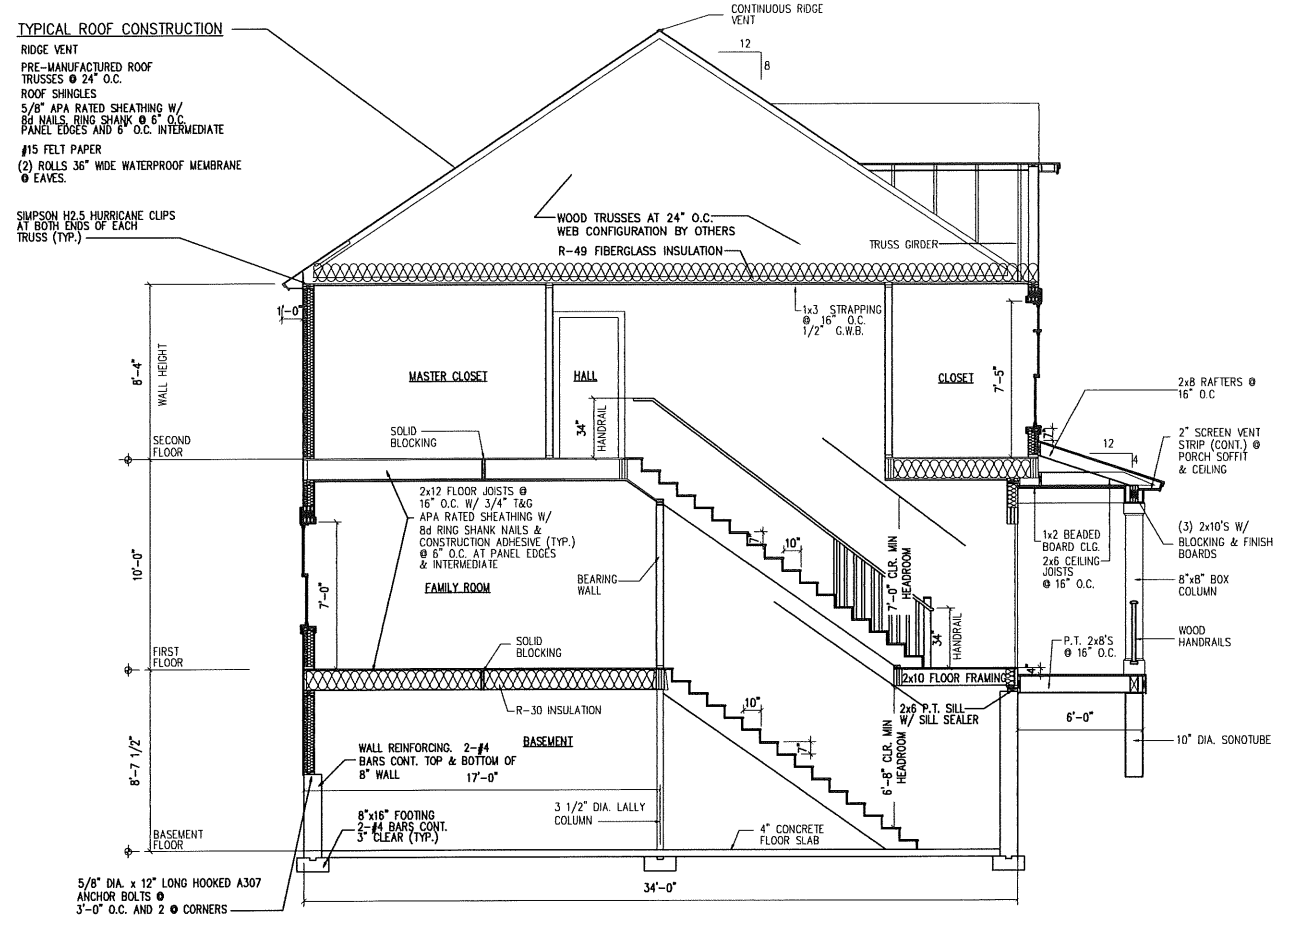 CONTINUOUS RIDGE
VENT
TYPICAL ROOF CONSTRUCTION
RIDGE VENT
PRE-MANUFACTURED ROOF
TRUSSES @ 24" O.C.
ROOF SHINGLES
5/8" APA RATED SHEATHING W/
8d NAILS, RING SHANK @ 6" O.C.
PANEL EDGES AND 6" O.C. INTERMEDIATE
#15 FELT PAPER
(2) ROLLS 36" WIDE WATERPROOF MEMBRANE
@ EAVES.
12
8
SIMPSON H2.5 HURRICANE CLIPS
AT BOTH ENDS OF EACH
TRUSS (TYP.)
WOOD TRUSSES AT 24" O.C.
WEB CONFIGURATION BY OTHERS
R-49 FIBERGLASS INSULATION
TRUSS GIRDER
1'-0"
1x3 STRAPPING
@ 16" O.C.
1/2" G.W.B.
8'-4"
WALL HEIGHT
MASTER CLOSET
HALL
CLOSET
7'-5"
2x8 RAFTERS @
16" O.C
34"
HANDRAIL
SOLID
BLOCKING
SECOND
FLOOR
7"
12
4
2" SCREEN VENT
STRIP (CONT.) @
PORCH SOFFIT
& CEILING
2x12 FLOOR JOISTS @
16" O.C. W/ 3/4" T&G
APA RATED SHEATHING W/
8d RING SHANK NAILS &
CONSTRUCTION ADHESIVE (TYP.)
@ 6" O.C. AT PANEL EDGES
& INTERMEDIATE
7"
10"
7'-0" CLR. MIN
HEADROOM
1x2 BEADED
BOARD CLG.
2x6 CEILING
JOISTS
@ 16" O.C.
(3) 2x10'S W/
BLOCKING & FINISH
BOARDS
10'-0"
7'-0"
FAMILY ROOM
BEARING
WALL
8"x8" BOX
COLUMN
34"
HANDRAIL
WOOD
HANDRAILS
P.T. 2x8'S
@ 16" O.C.
FIRST
FLOOR
SOLID
BLOCKING
4"
2x10 FLOOR FRAMING
R-30 INSULATION
10"
7"
2x6 P.T. SILL
W/ SILL SEALER
6'-0"
10" DIA. SONOTUBE
8'-7 1/2"
BASEMENT
WALL REINFORCING. 2-#4
BARS CONT. TOP & BOTTOM OF
8" WALL
17'-0"
6'-8" CLR. MIN
HEADROOM
8"x16" FOOTING
2-#4 BARS CONT.
3" CLEAR (TYP.)
3 1/2" DIA. LALLY
COLUMN
4" CONCRETE
FLOOR SLAB
BASEMENT
FLOOR
5/8" DIA. x 12" LONG HOOKED A307
ANCHOR BOLTS @
3'-0" O.C. AND 2 @ CORNERS
34'-0"